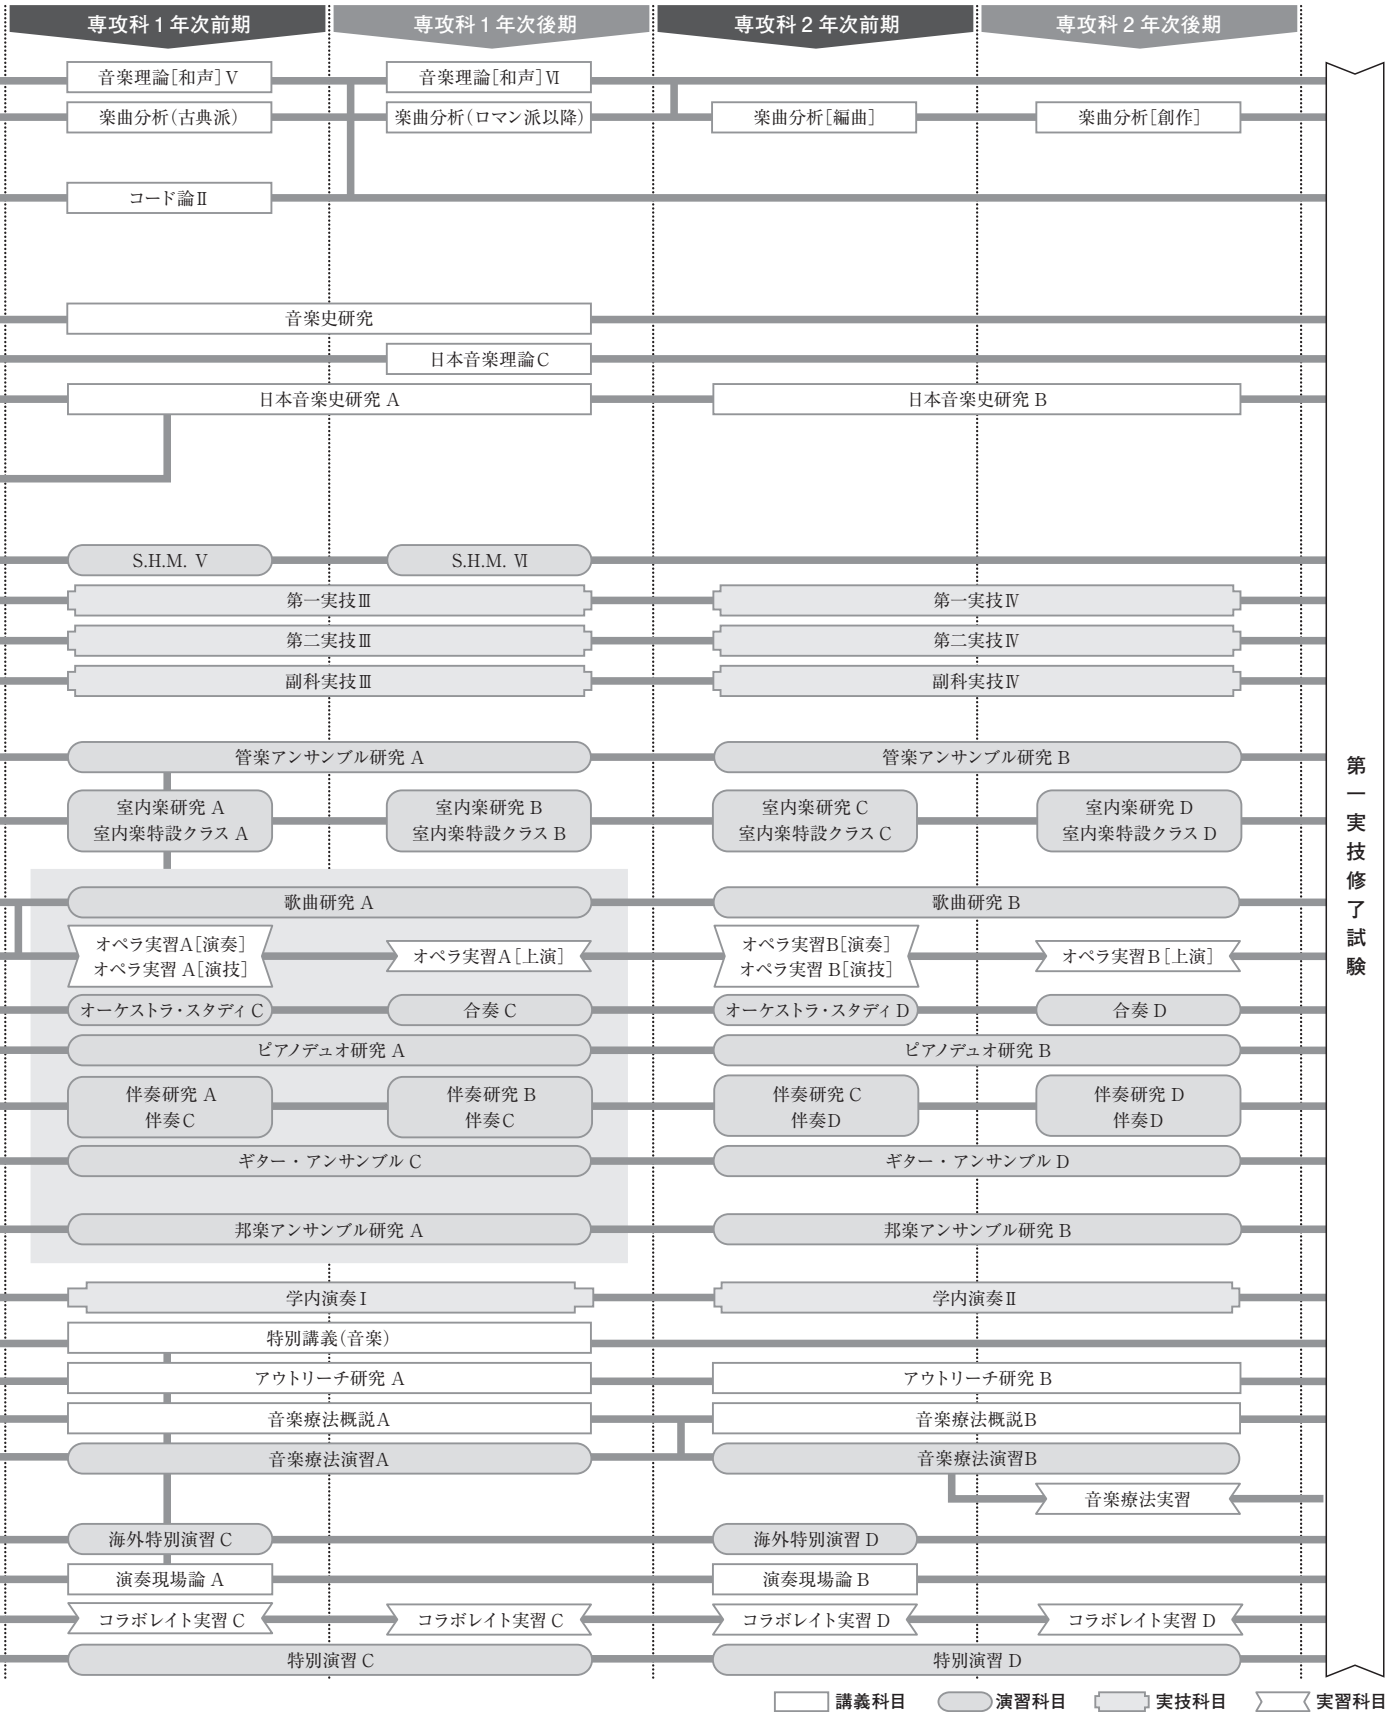 専攻科1年次前期
専攻科1年次後期
専攻科2年次前期
専攻科2年次後期
音楽理論[和声]Ⅴ
音楽理論[和声]Ⅵ
楽曲分析(古典派)
楽曲分析(ロマン派以降)
楽曲分析[編曲]
楽曲分析[創作]
コード論Ⅱ
音楽史研究
日本音楽理論C
日本音楽史研究 A
日本音楽史研究 B
S.H.M. Ⅴ
S.H.M. Ⅵ
第一実技Ⅲ
第一実技Ⅳ
第二実技Ⅲ
第二実技Ⅳ
副科実技Ⅲ
副科実技Ⅳ
管楽アンサンブル研究 A
管楽アンサンブル研究 B
室内楽研究 A
室内楽特設クラス A
室内楽研究 B
室内楽特設クラス B
室内楽研究 C
室内楽特設クラス C
室内楽研究 D
室内楽特設クラス D
歌曲研究 A
歌曲研究 B
オペラ実習A[演奏]
オペラ実習 A[演技]
オペラ実習A[上演]
オペラ実習B[演奏]
オペラ実習 B[演技]
オペラ実習B[上演]
オーケストラ・スタディ C
合奏 C
オーケストラ・スタディ D
合奏 D
ピアノデュオ研究 A
ピアノデュオ研究 B
伴奏研究 A
伴奏C
伴奏研究 B
伴奏C
伴奏研究 C
伴奏D
伴奏研究 D
伴奏D
ギター・アンサンブル C
ギター・アンサンブル D
邦楽アンサンブル研究 A
邦楽アンサンブル研究 B
学内演奏Ⅰ
学内演奏Ⅱ
特別講義(音楽)
アウトリーチ研究 A
アウトリーチ研究 B
音楽療法概説A
音楽療法概説B
音楽療法演習A
音楽療法演習B
音楽療法実習
海外特別演習 C
海外特別演習 D
演奏現場論 A
演奏現場論 B
コラボレイト実習 C
コラボレイト実習 C
コラボレイト実習 D
コラボレイト実習 D
特別演習 C
特別演習 D
第一実技修了試験
講義科目
演習科目
実技科目
実習科目